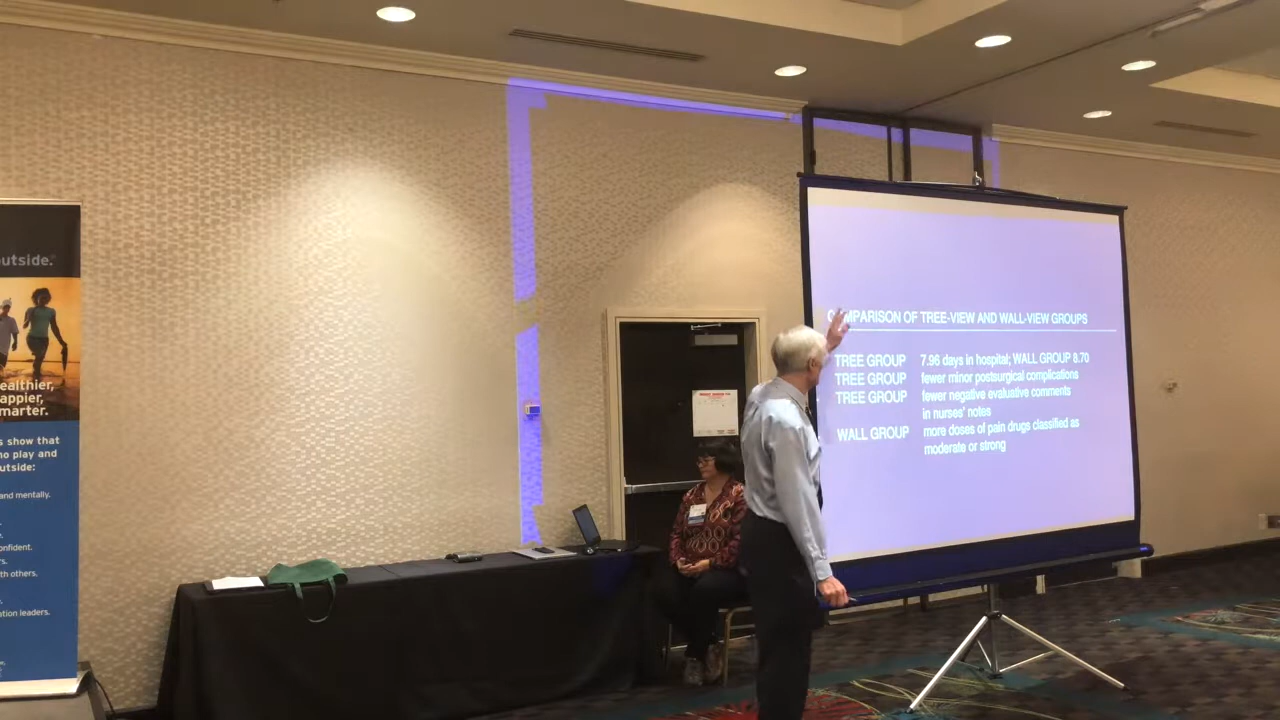 outside.
ealthier,
appier,
marter.
s show that
no play and
utside:
and mentally.
onfident.
th others,
ation leaders.
COMPARISON OF TREE-VIEW AND WALL-VIEW GROUPS
TREE GROUP 7.96 days in hospital; WALL GROUP 8.70
TREE GROUP fewer minor postsurgical complications
TREE GROUP fewer negative evaluative comments
in nurses' notes
WALL GROUP more doses of pain drugs classified as
moderate or strong